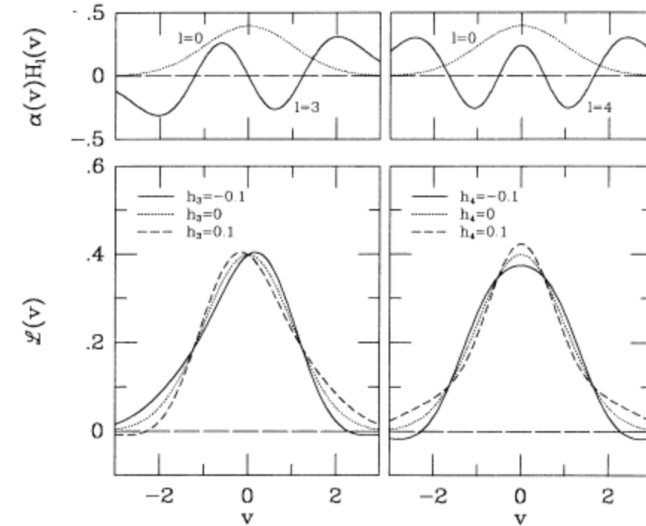 .5
0
-.5
α(v)H_l(v)
l=0
l=3
l=0
l=4
.6
.4
.2
0
ℒ(v)
h₃=-0.1
h₃=0
h₃=0.1
h₄=-0.1
h₄=0
h₄=0.1
-2 0 2
-2 0 2
v
v